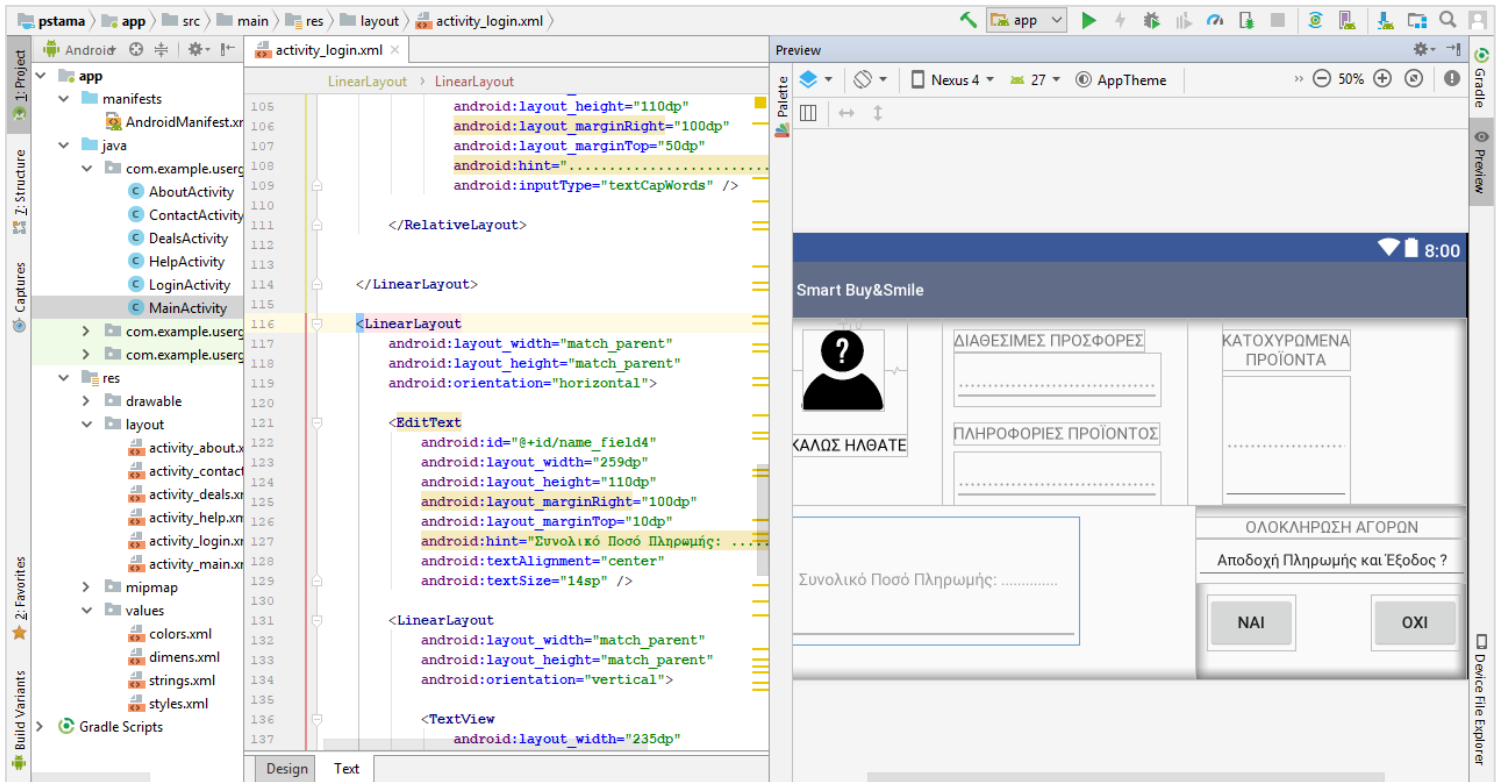 pstama app src main res layout activity_login.xml
app
1: Project
7: Structure
Captures
2: Favorites
Build Variants
Android
app
manifests
AndroidManifest.xr
java
com.example.userg
AboutActivity
ContactActivity
DealsActivity
HelpActivity
LoginActivity
MainActivity
com.example.userg
com.example.userg
res
drawable
layout
activity_about.x
activity_contact
activity_deals.xr
activity_help.xm
activity_login.xr
activity_main.xr
mipmap
values
colors.xml
dimens.xml
strings.xml
styles.xml
Gradle Scripts
activity_login.xml
LinearLayout › LinearLayout
105 android:layout_height="110dp"
106 android:layout_marginRight="100dp"
107 android:layout_marginTop="50dp"
108 android:hint="........................
109 android:inputType="textCapWords" />
110
111 </RelativeLayout>
112
113
114 </LinearLayout>
115
116 <LinearLayout
117 android:layout_width="match_parent"
118 android:layout_height="match_parent"
119 android:orientation="horizontal">
120
121 <EditText
122 android:id="@+id/name_field4"
123 android:layout_width="259dp"
124 android:layout_height="110dp"
125 android:layout_marginRight="100dp"
126 android:layout_marginTop="10dp"
127 android:hint="Συνολικό Ποσό Πληρωμής: .....
128 android:textAlignment="center"
129 android:textSize="14sp" />
130
131 <LinearLayout
132 android:layout_width="match_parent"
133 android:layout_height="match_parent"
134 android:orientation="vertical">
135
136 <TextView
137 android:layout_width="235dp"
Design Text
Preview
Palette
Nexus 4 27 AppTheme
50%
8:00
Smart Buy&Smile
ΚΑΛΩΣ ΗΛΘΑΤΕ
ΔΙΑΘΕΣΙΜΕΣ ΠΡΟΣΦΟΡΕΣ
..............................
ΠΛΗΡΟΦΟΡΙΕΣ ΠΡΟΪΟΝΤΟΣ
..............................
ΚΑΤΟΧΥΡΩΜΕΝΑ
ΠΡΟΪΟΝΤΑ
..................
Συνολικό Ποσό Πληρωμής: ..............
ΟΛΟΚΛΗΡΩΣΗ ΑΓΟΡΩΝ
Αποδοχή Πληρωμής και Έξοδος ?
ΝΑΙ
ΟΧΙ
Gradle
Preview
Device File Explorer